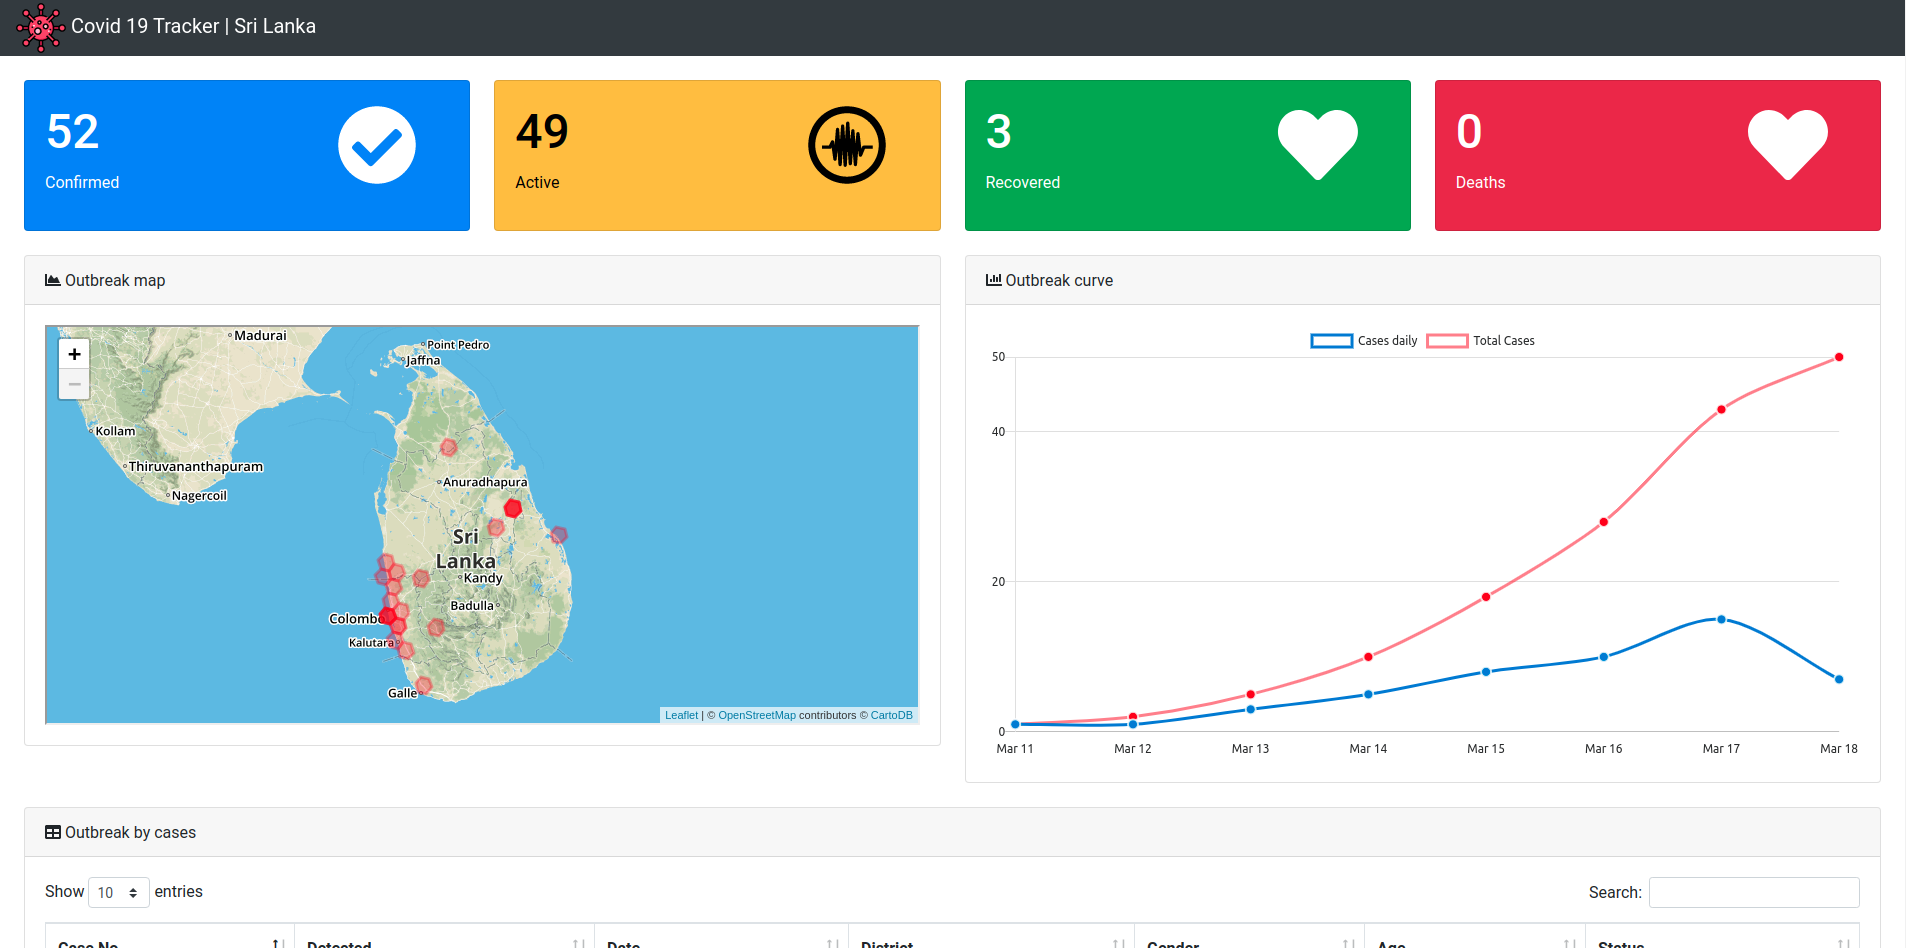 Covid 19 Tracker | Sri Lanka
52
Confirmed
49
Active
3
Recovered
0
Deaths
Outbreak map
+
−
Madurai
Point Pedro
Jaffna
Kollam
Thiruvananthapuram
Nagercoil
Anuradhapura
Sri
Lanka
Kandy
Badulla
Colombo
Kalutara
Galle
Leaflet | © OpenStreetMap contributors © CartoDB
Outbreak curve
Cases daily Total Cases
50
40
20
0
Mar 11 Mar 12 Mar 13 Mar 14 Mar 15 Mar 16 Mar 17 Mar 18
Outbreak by cases
Show 10 entries
Search:
Case No Detected Date District Gender Age Status